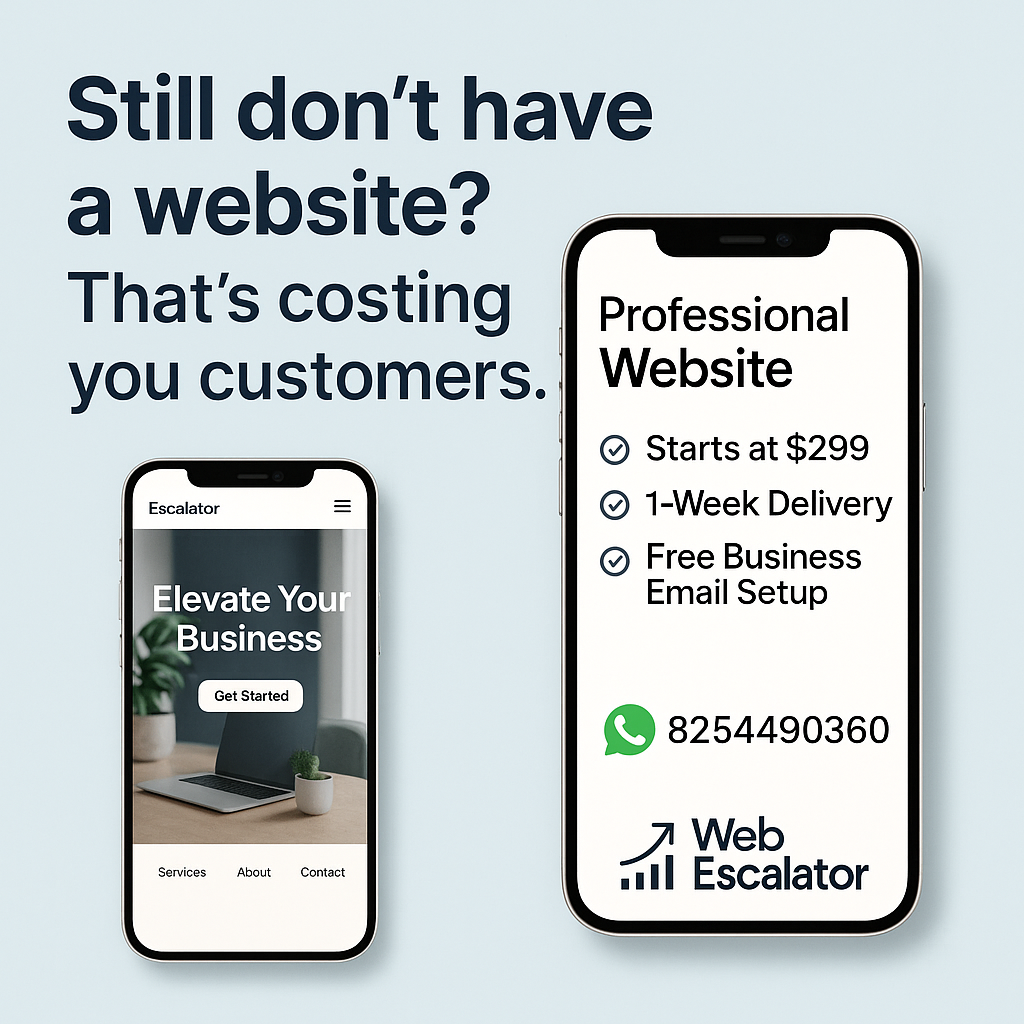 Still don’t have
a website?
That’s costing
you customers.
Professional
Website
Starts at $299
1-Week Delivery
Free Business
Email Setup
8254490360
Web
Escalator
Escalator
Elevate Your
Business
Get Started
Services About Contact